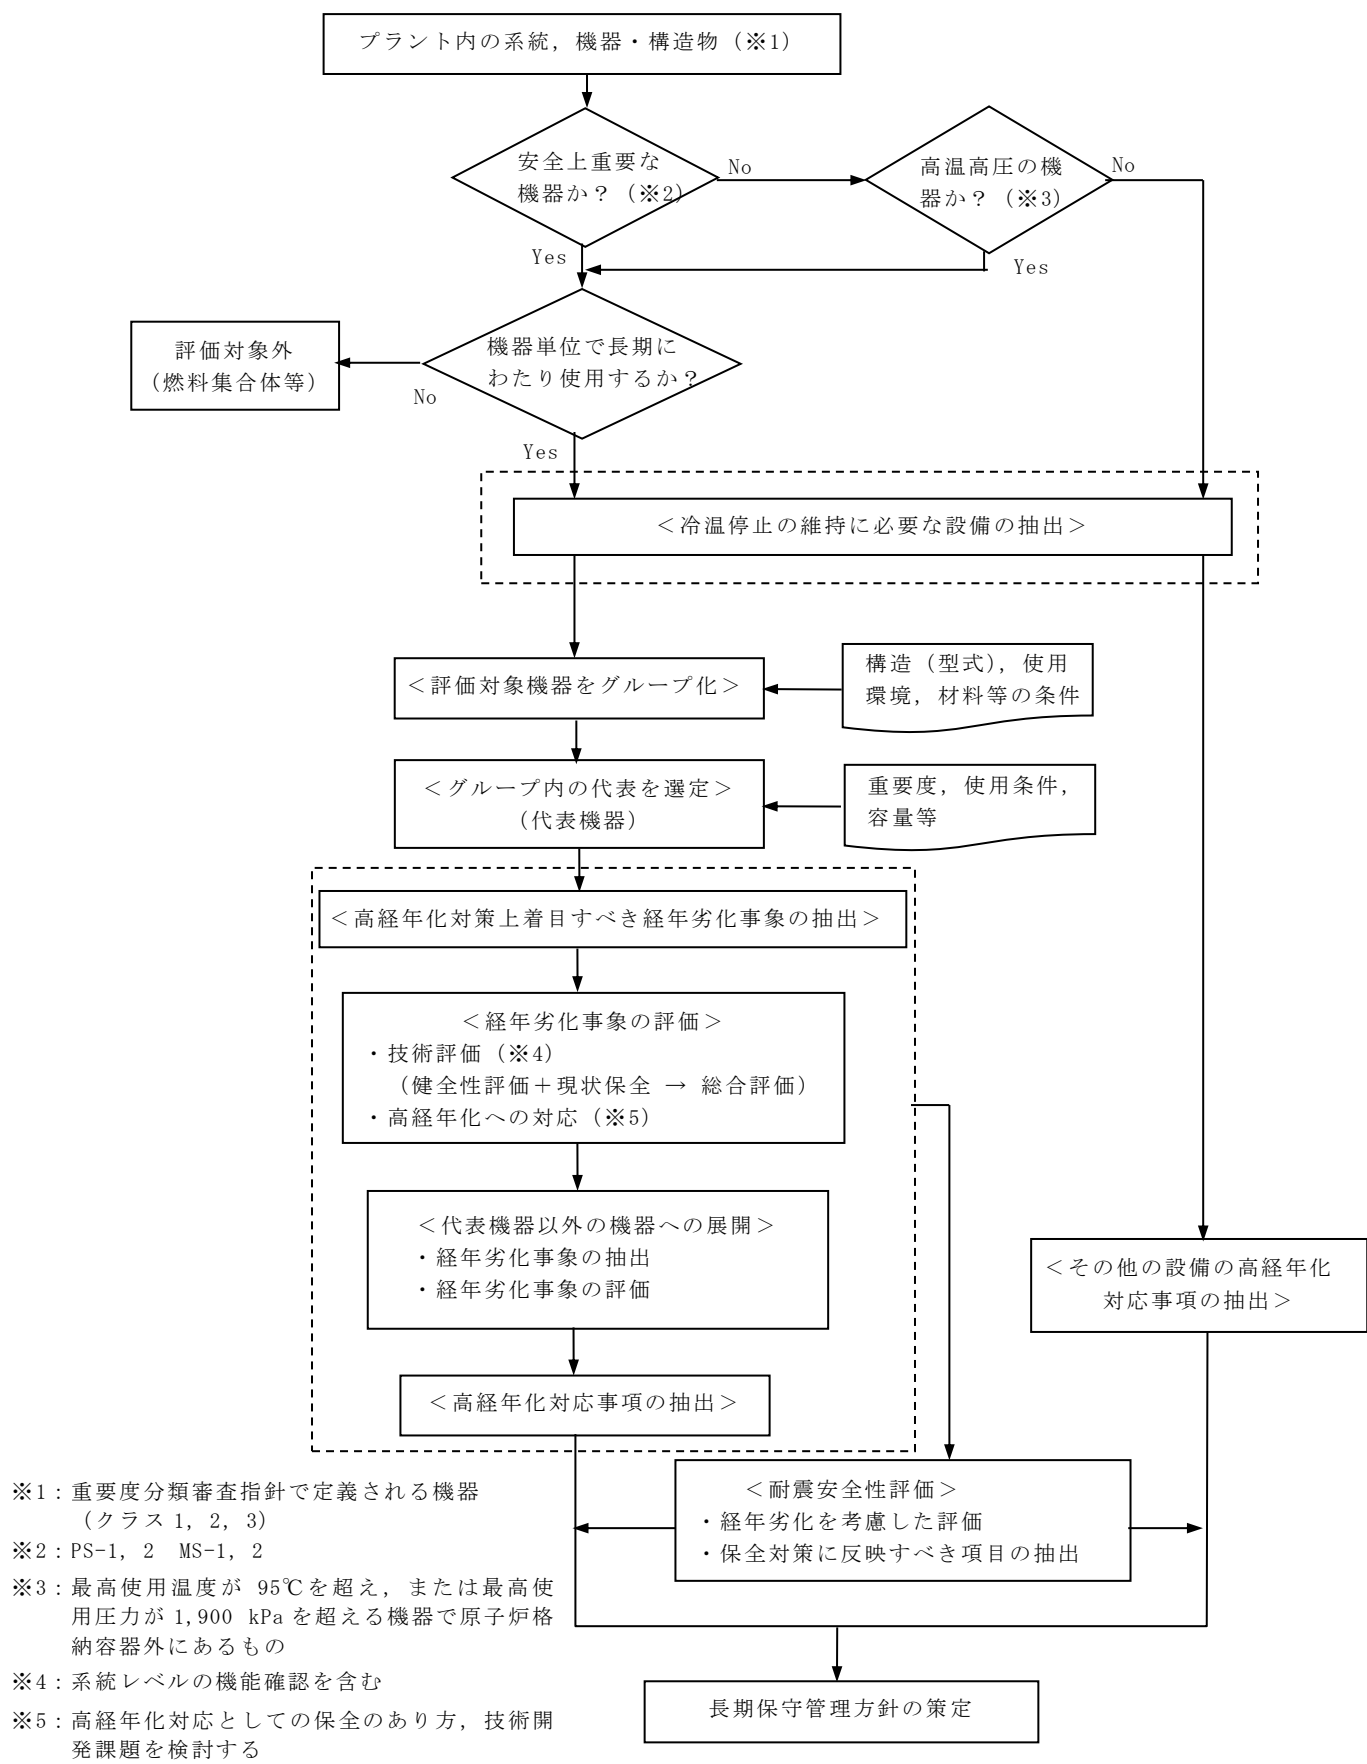 プラント内の系統，機器・構造物（※1）
安全上重要な
機器か？（※2）
No
高温高圧の機
器か？（※3）
No
Yes
Yes
機器単位で長期に
わたり使用するか？
評価対象外
（燃料集合体等）
No
Yes
＜冷温停止の維持に必要な設備の抽出＞
＜評価対象機器をグループ化＞
構造（型式），使用
環境，材料等の条件
＜グループ内の代表を選定＞
（代表機器）
重要度，使用条件，
容量等
＜高経年化対策上着目すべき経年劣化事象の抽出＞
＜経年劣化事象の評価＞
・技術評価（※4）
（健全性評価＋現状保全 → 総合評価）
・高経年化への対応（※5）
＜代表機器以外の機器への展開＞
・経年劣化事象の抽出
・経年劣化事象の評価
＜その他の設備の高経年化
対応事項の抽出＞
＜高経年化対応事項の抽出＞
＜耐震安全性評価＞
・経年劣化を考慮した評価
・保全対策に反映すべき項目の抽出
長期保守管理方針の策定
※1：重要度分類審査指針で定義される機器
（クラス 1, 2, 3）
※2：PS-1, 2　MS-1, 2
※3：最高使用温度が 95℃を超え，または最高使
用圧力が 1,900 kPa を超える機器で原子炉格
納容器外にあるもの
※4：系統レベルの機能確認を含む
※5：高経年化対応としての保全のあり方，技術開
発課題を検討する